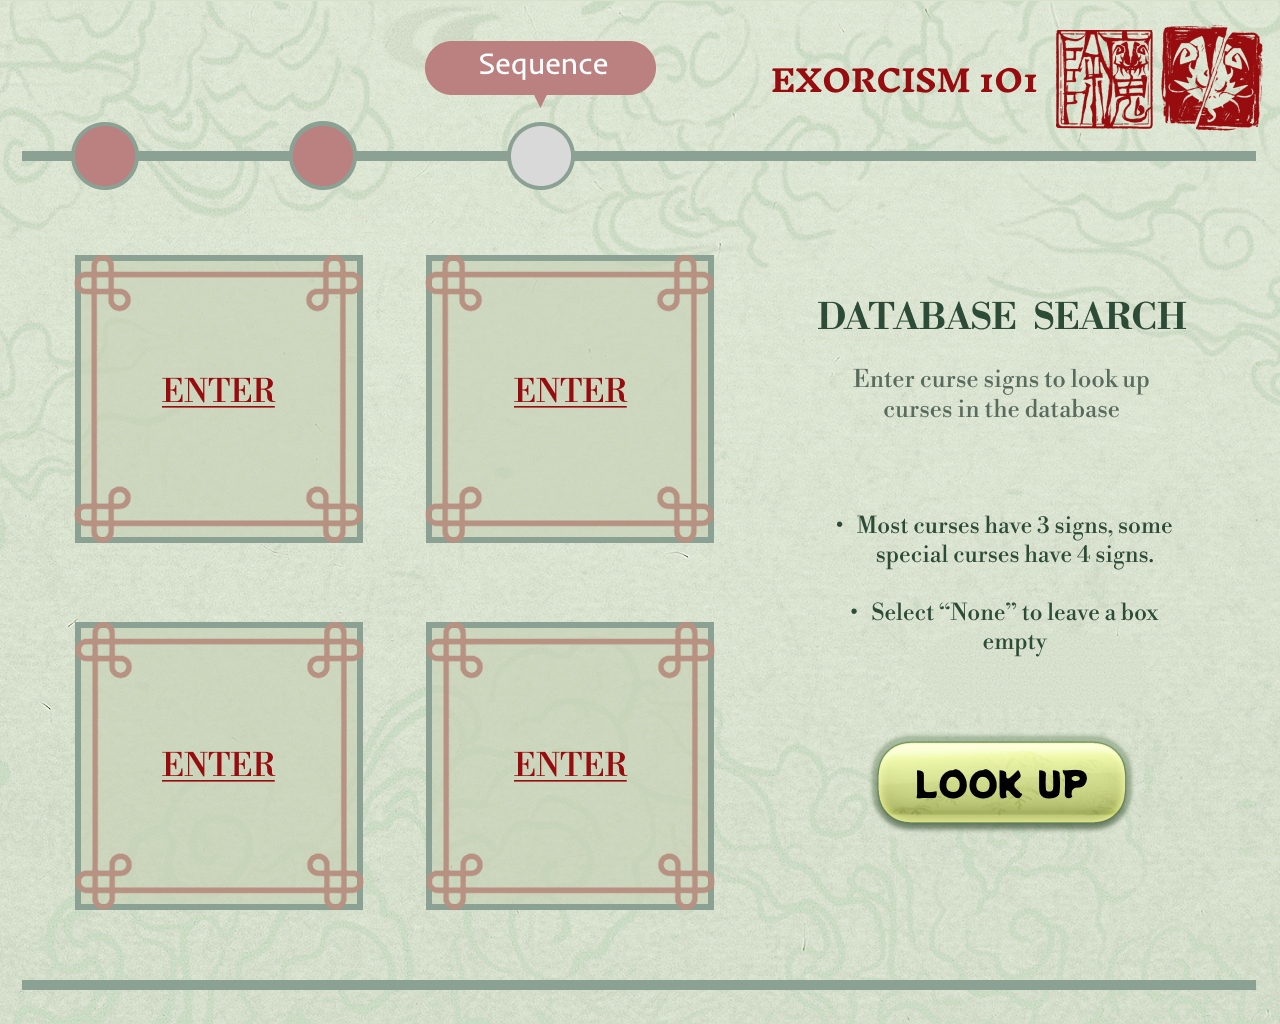 Sequence
EXORCISM 101
ENTER
ENTER
DATABASE SEARCH
Enter curse signs to look up
curses in the database
• Most curses have 3 signs, some
special curses have 4 signs.
• Select “None” to leave a box
empty
ENTER
ENTER
LOOK UP